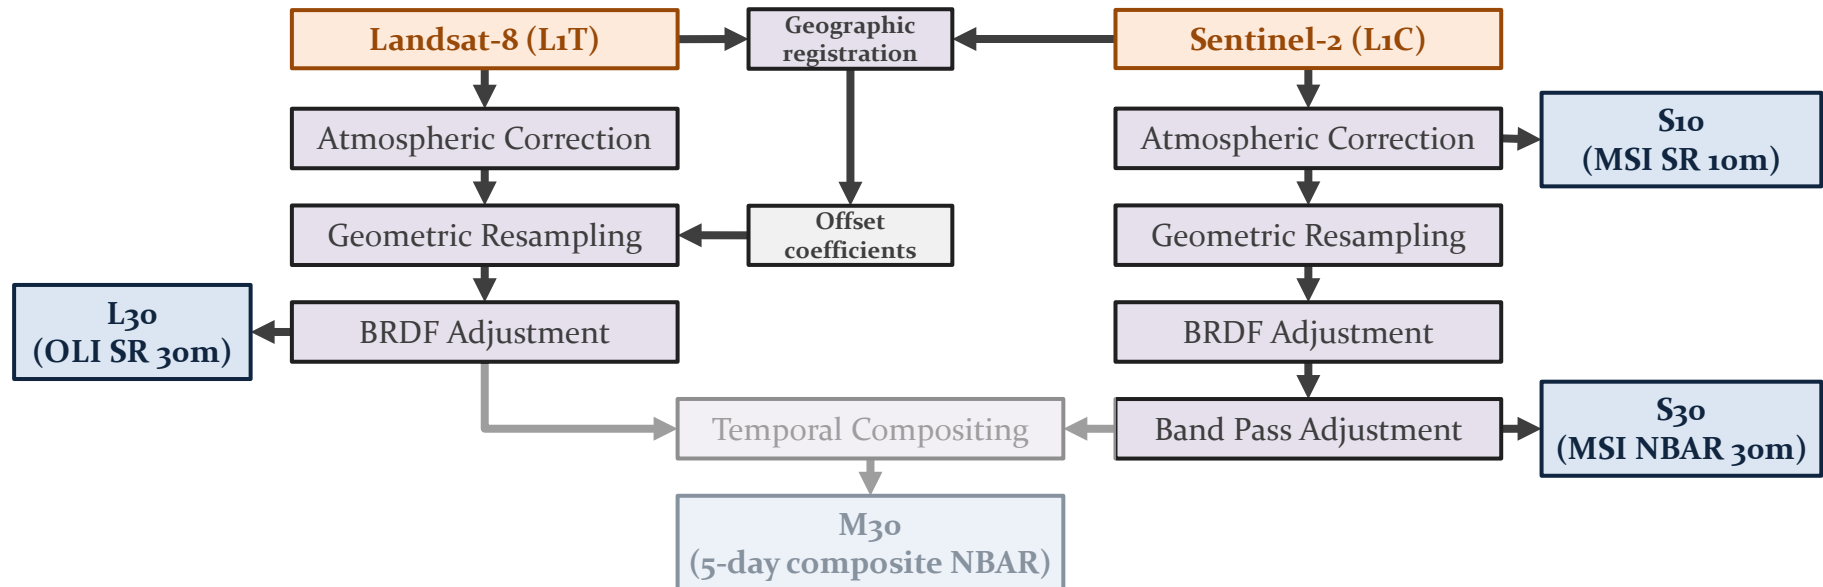 Landsat-8 (L1T)
Geographic
registration
Sentinel-2 (L1C)
Atmospheric Correction
Atmospheric Correction
S10
(MSI SR 10m)
Geometric Resampling
Offset
coefficients
Geometric Resampling
L30
(OLI SR 30m)
BRDF Adjustment
BRDF Adjustment
Temporal Compositing
Band Pass Adjustment
S30
(MSI NBAR 30m)
M30
(5-day composite NBAR)